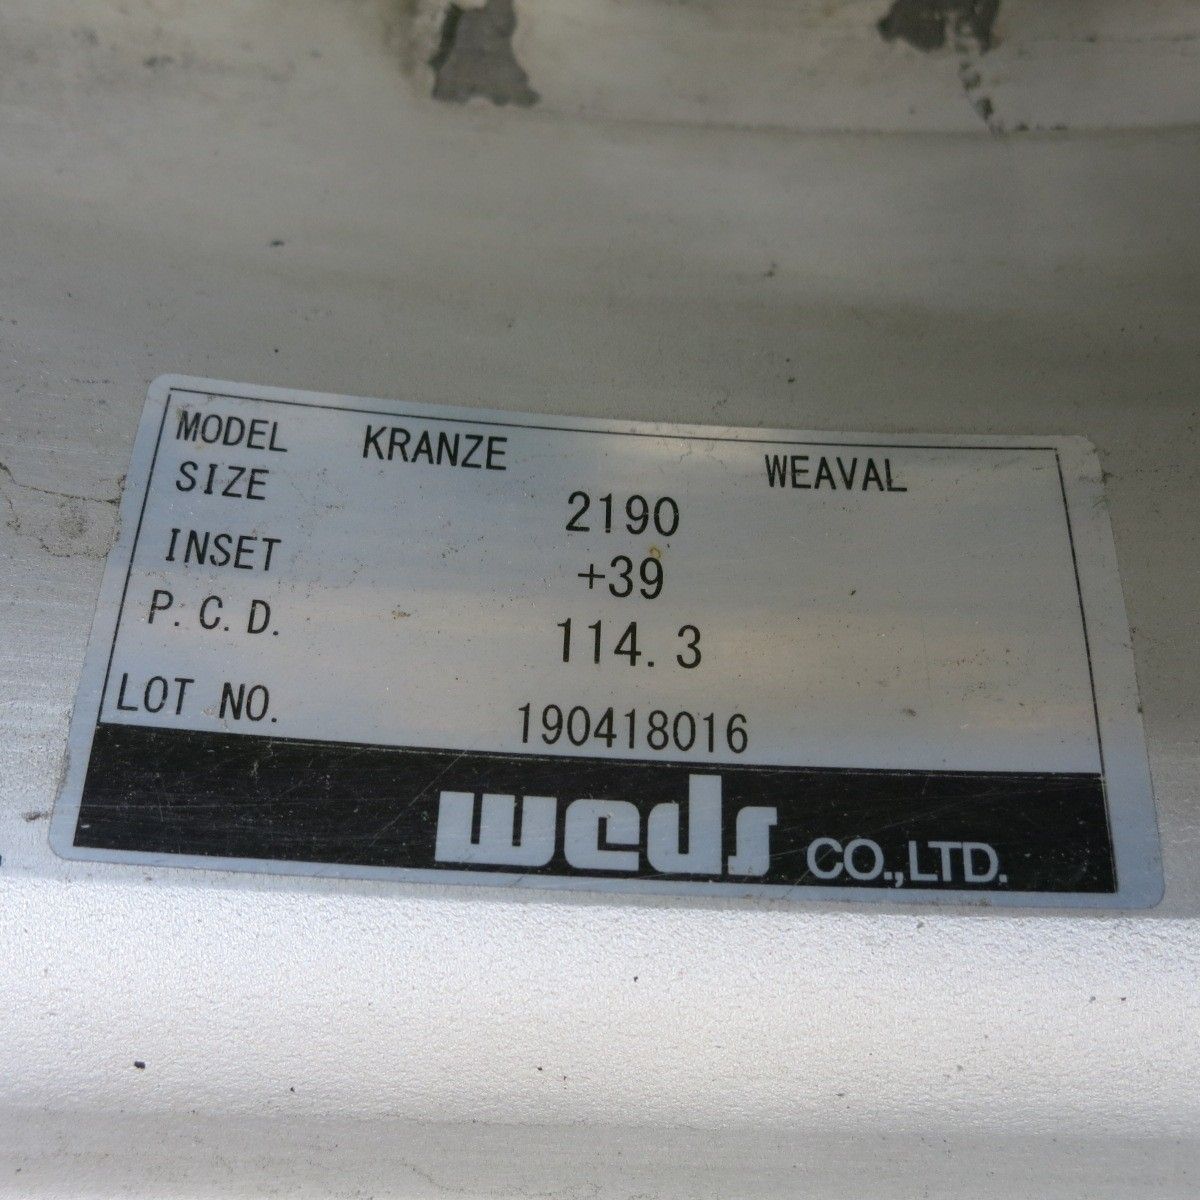 MODEL KRANZE WEAVAL
SIZE 2190
INSET +39
P.C.D. 114.3
LOT NO. 190418016
weds CO.,LTD.